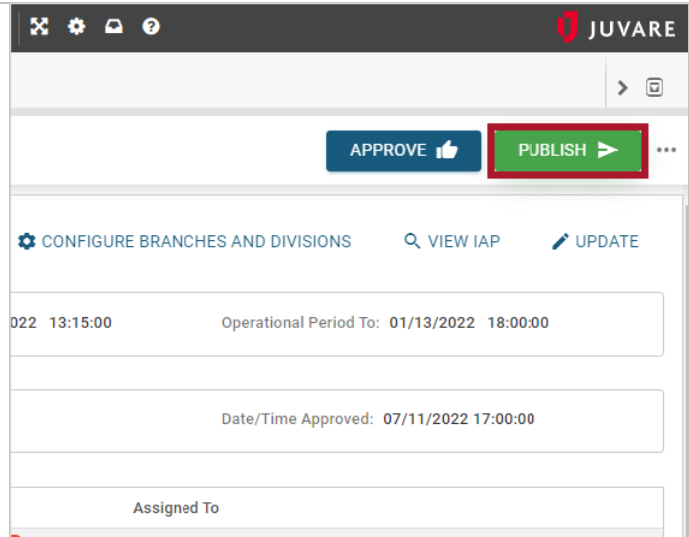 JUVARE
APPROVE PUBLISH
CONFIGURE BRANCHES AND DIVISIONS VIEW IAP UPDATE
022 13:15:00 Operational Period To: 01/13/2022 18:00:00
Date/Time Approved: 07/11/2022 17:00:00
Assigned To